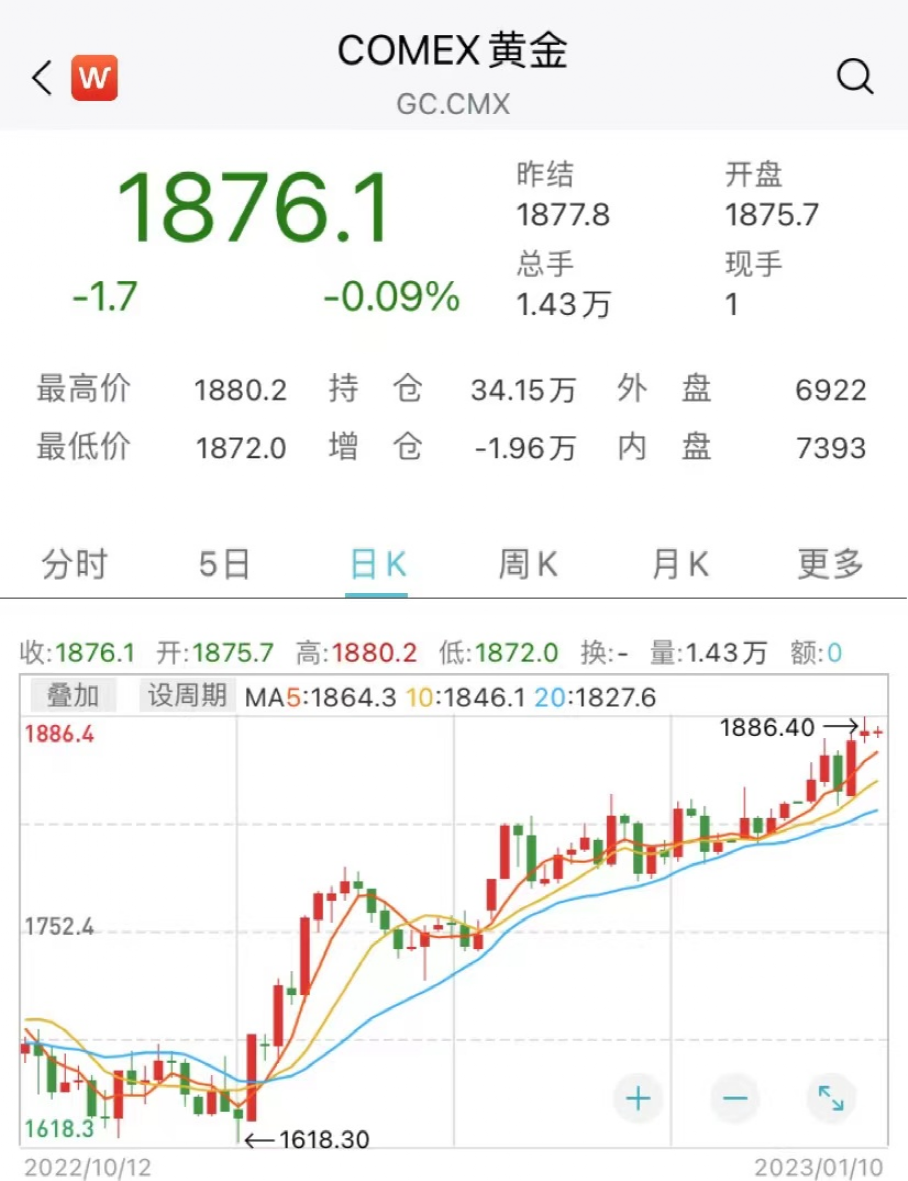 COMEX黄金
W
GC.CMX
1876.1
-1.7 -0.09%
昨结 开盘
1877.8 1875.7
总手 现手
1.43万 1
最高价 1880.2 持仓 34.15万 外盘 6922
最低价 1872.0 增仓 -1.96万 内盘 7393
分时 5日 日K 周K 月K 更多
收:1876.1 开:1875.7 高:1880.2 低:1872.0 换:- 量:1.43万 额:0
叠加 设周期 MA5:1864.3 10:1846.1 20:1827.6
1886.4 1886.40
1752.4
1618.3 1618.30
2022/10/12 2023/01/10